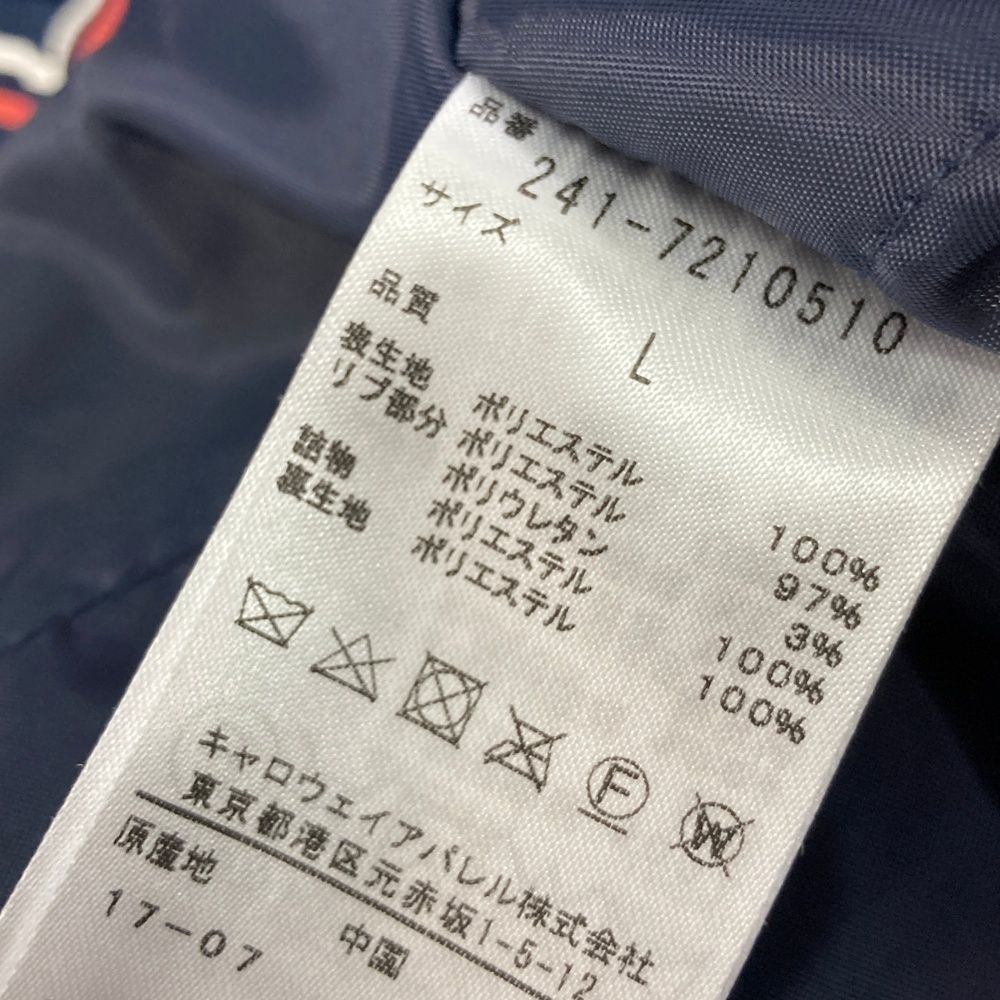 品番
241-7210510
サイズ
L
品質
表生地 ポリエステル 100%
リブ部分 ポリエステル 97%
ポリウレタン 3%
詰物 ポリエステル 100%
裏生地 ポリエステル 100%
F
W
キャロウェイアパレル株式会社
東京都港区元赤坂1-5-12
原産地
中国
17-07